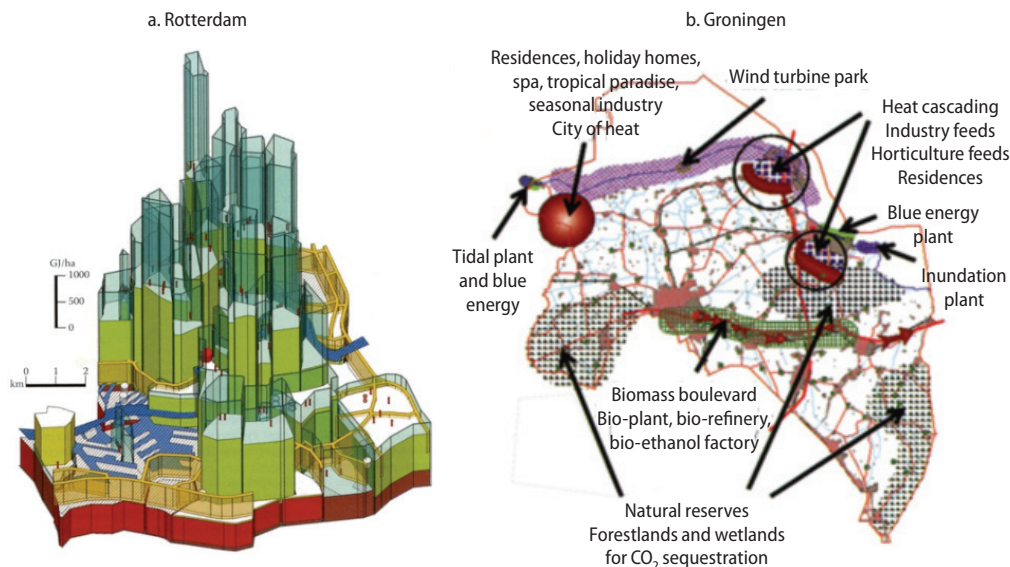 a. Rotterdam
GJ/ha
1000
500
0
km
0
1
2
b. Groningen
Residences, holiday homes,
spa, tropical paradise,
seasonal industry
City of heat
Wind turbine park
Heat cascading
Industry feeds
Horticulture feeds
Residences
Tidal plant
and blue
energy
Blue energy
plant
Inundation
plant
Biomass boulevard
Bio-plant, bio-refinery,
bio-ethanol factory
Natural reserves
Forestlands and wetlands
for CO₂ sequestration